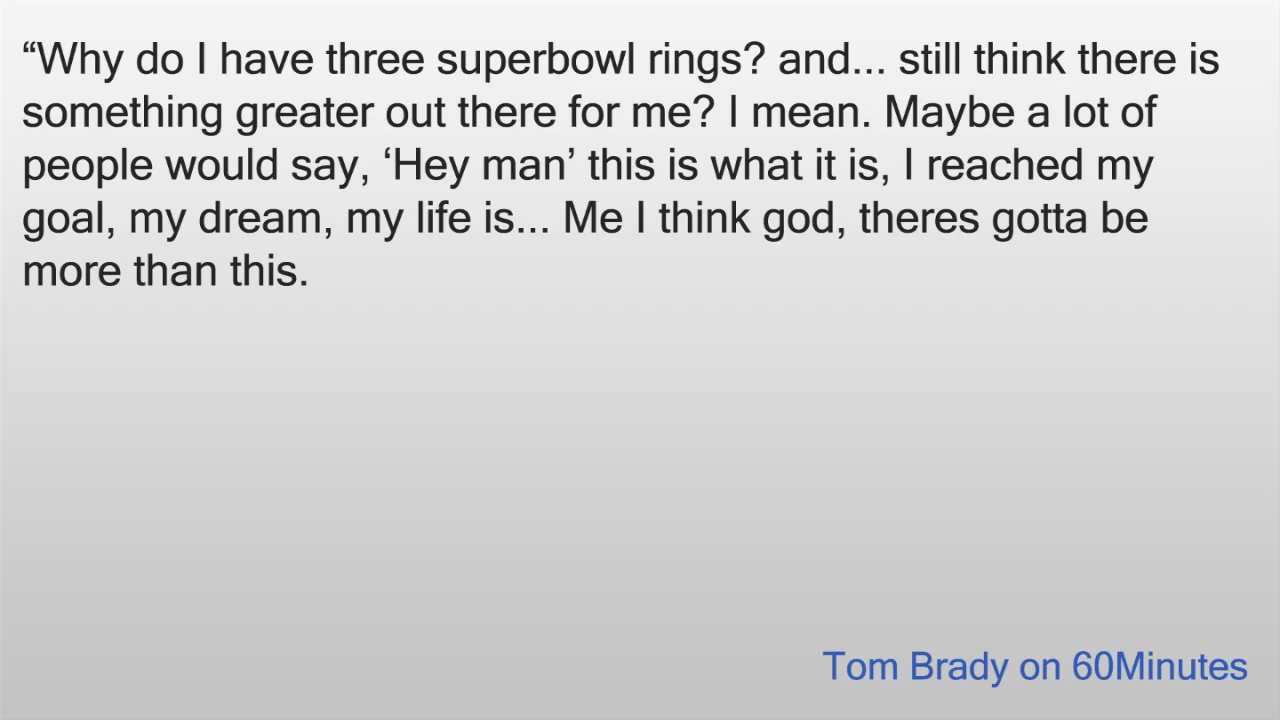 “Why do I have three superbowl rings? and... still think there is
something greater out there for me? I mean. Maybe a lot of
people would say, ‘Hey man’ this is what it is, I reached my
goal, my dream, my life is... Me I think god, theres gotta be
more than this.
Tom Brady on 60Minutes